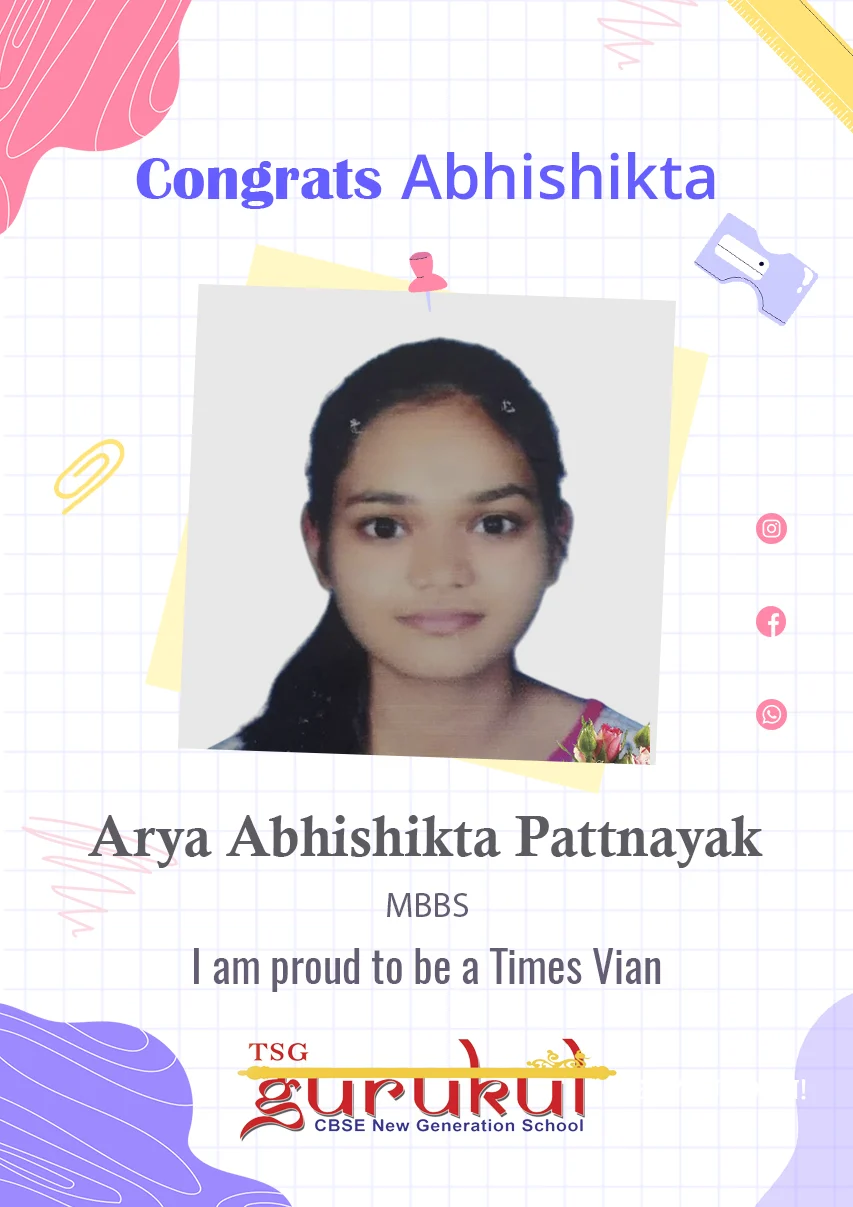 Congrats Abhishikta
Arya Abhishikta Pattnayak
MBBS
I am proud to be a Times Vian
TSG
gurukul
CBSE New Generation School